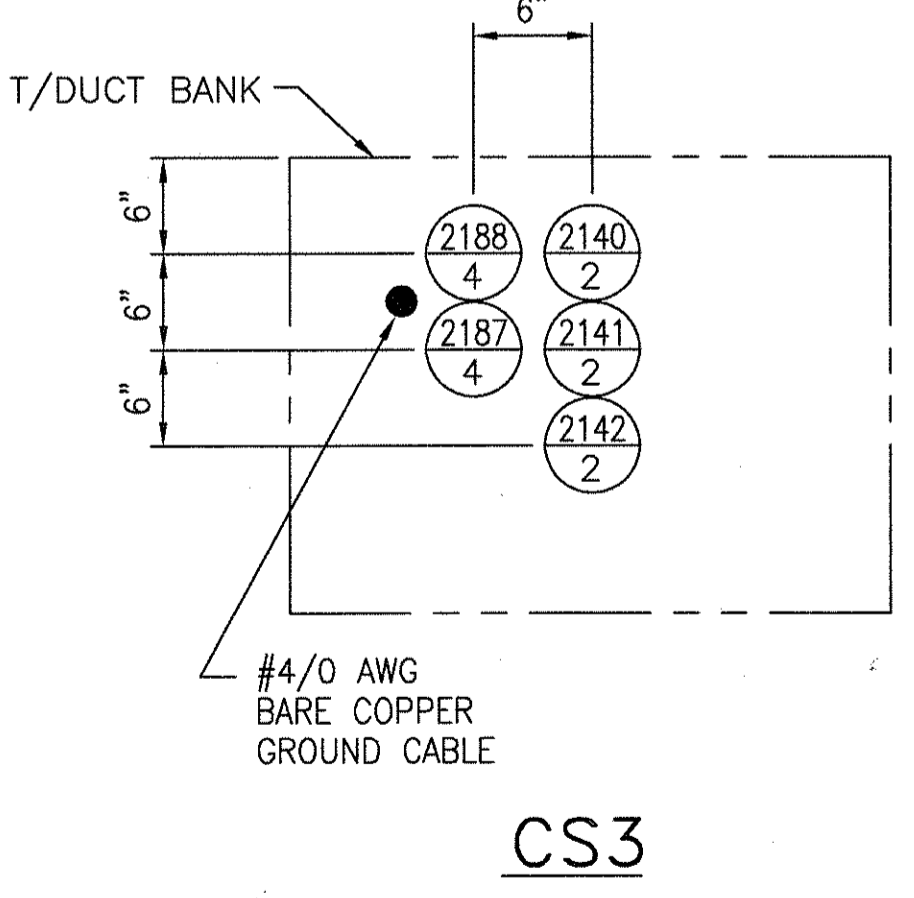 6"
T/DUCT BANK
6"
6"
6"
2188
4
2140
2
2187
4
2141
2
2142
2
#4/0 AWG
BARE COPPER
GROUND CABLE
CS3